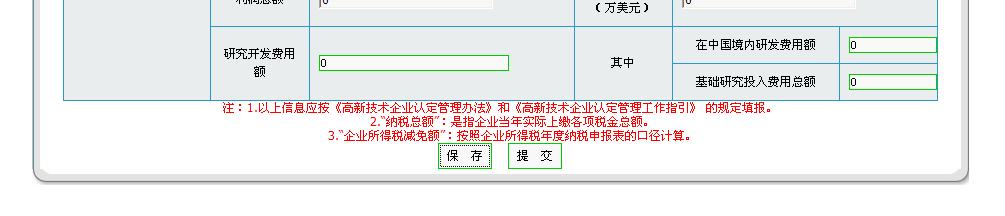 利润总额
0
（万美元）
0
研究开发费用
额
0
其中
在中国境内研发费用额
0
基础研究投入费用总额
0
注：1.以上信息应按《高新技术企业认定管理办法》和《高新技术企业认定管理工作指引》 的规定填报。
2.“纳税总额”：是指企业当年实际上缴各项税金总额。
3.“企业所得税减免额”：按照企业所得税年度纳税申报表的口径计算。
保 存
提 交